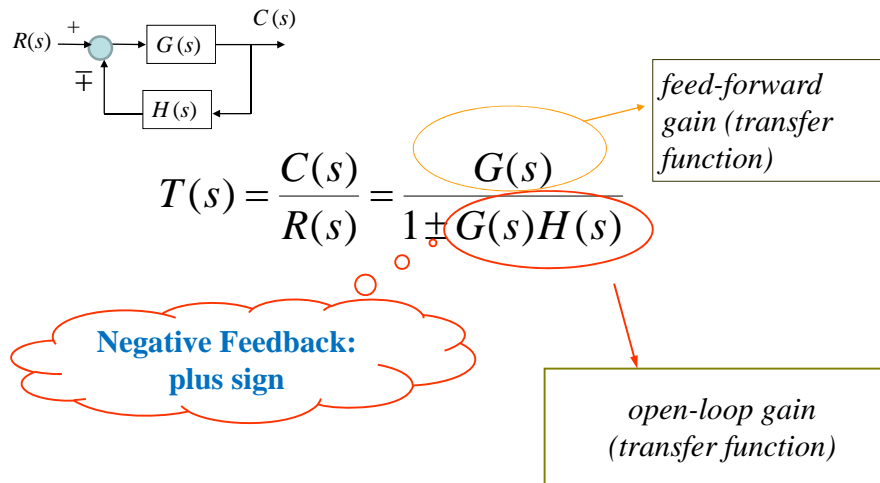 C(s)
R(s) + G(s)
∓
H(s)
feed-forward
gain (transfer
function)
T(s) = C(s)/R(s) = G(s)/(1 ± G(s)H(s))
Negative Feedback:
plus sign
open-loop gain
(transfer function)